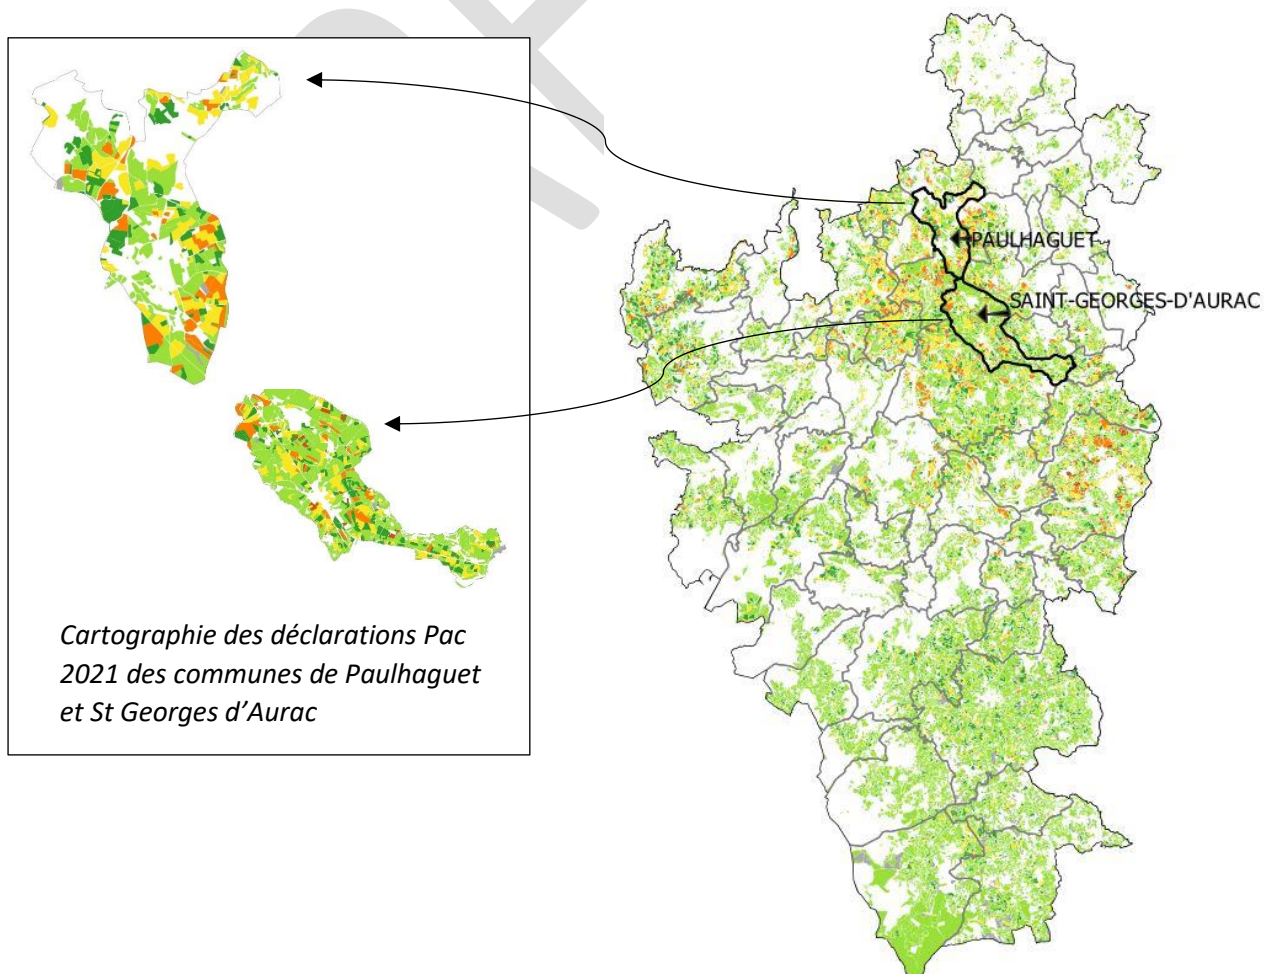 PAULHAGUET
SAINT-GEORGES-D'AURAC
Cartographie des déclarations Pac
2021 des communes de Paulhaguet
et St Georges d’Aurac